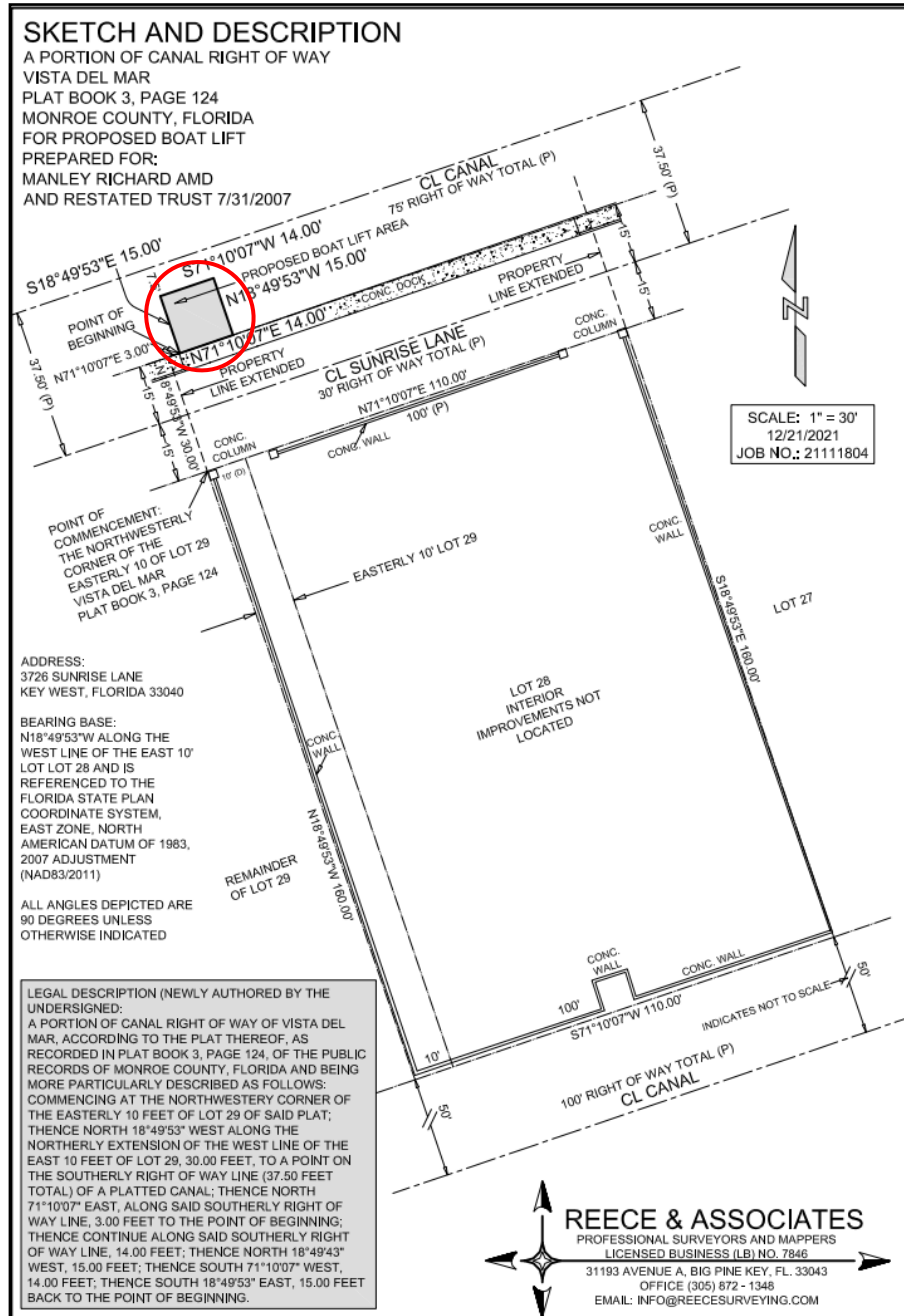 SKETCH AND DESCRIPTION
A PORTION OF CANAL RIGHT OF WAY
VISTA DEL MAR
PLAT BOOK 3, PAGE 124
MONROE COUNTY, FLORIDA
FOR PROPOSED BOAT LIFT
PREPARED FOR:
MANLEY RICHARD AMD
AND RESTATED TRUST 7/31/2007
CL CANAL
75' RIGHT OF WAY TOTAL (P)
37.50' (P)
S18°49'53"E 15.00'
7'
S71°10'07"W 14.00'
PROPOSED BOAT LIFT AREA
N18°49'53"W 15.00'
CONC. DOCK
15'
15'
POINT OF
BEGINNING
N71°10'07"E 14.00'
N71°10'07"E 3.00'
PROPERTY
LINE EXTENDED
PROPERTY
LINE EXTENDED
CL SUNRISE LANE
30' RIGHT OF WAY TOTAL (P)
37.50' (P)
15'
15'
N18°49'53"W 30.00'
CONC.
COLUMN
CONC.
COLUMN
N71°10'07"E 110.00'
100' (P)
CONC. WALL
10' (D)
N
SCALE: 1" = 30'
12/21/2021
JOB NO.: 21111804
POINT OF
COMMENCEMENT:
THE NORTHWESTERLY
CORNER OF THE
EASTERLY 10 OF LOT 29
VISTA DEL MAR
PLAT BOOK 3, PAGE 124
EASTERLY 10' LOT 29
CONC.
WALL
S18°49'53"E 160.00'
LOT 27
ADDRESS:
3726 SUNRISE LANE
KEY WEST, FLORIDA 33040
BEARING BASE:
N18°49'53"W ALONG THE
WEST LINE OF THE EAST 10'
LOT LOT 28 AND IS
REFERENCED TO THE
FLORIDA STATE PLAN
COORDINATE SYSTEM,
EAST ZONE, NORTH
AMERICAN DATUM OF 1983,
2007 ADJUSTMENT
(NAD83/2011)
ALL ANGLES DEPICTED ARE
90 DEGREES UNLESS
OTHERWISE INDICATED
LOT 28
INTERIOR
IMPROVEMENTS NOT
LOCATED
CONC.
WALL
N18°49'53"W 160.00'
REMAINDER
OF LOT 29
CONC.
WALL
CONC. WALL
100'
S71°10'07"W 110.00'
10'
INDICATES NOT TO SCALE
50'
50'
100' RIGHT OF WAY TOTAL (P)
CL CANAL
LEGAL DESCRIPTION (NEWLY AUTHORED BY THE
UNDERSIGNED:
A PORTION OF CANAL RIGHT OF WAY OF VISTA DEL
MAR, ACCORDING TO THE PLAT THEREOF, AS
RECORDED IN PLAT BOOK 3, PAGE 124, OF THE PUBLIC
RECORDS OF MONROE COUNTY, FLORIDA AND BEING
MORE PARTICULARLY DESCRIBED AS FOLLOWS:
COMMENCING AT THE NORTHWESTERY CORNER OF
THE EASTERLY 10 FEET OF LOT 29 OF SAID PLAT;
THENCE NORTH 18°49'53" WEST ALONG THE
NORTHERLY EXTENSION OF THE WEST LINE OF THE
EAST 10 FEET OF LOT 29, 30.00 FEET, TO A POINT ON
THE SOUTHERLY RIGHT OF WAY LINE (37.50 FEET
TOTAL) OF A PLATTED CANAL; THENCE NORTH
71°10'07" EAST, ALONG SAID SOUTHERLY RIGHT OF
WAY LINE, 3.00 FEET TO THE POINT OF BEGINNING;
THENCE CONTINUE ALONG SAID SOUTHERLY RIGHT
OF WAY LINE, 14.00 FEET; THENCE NORTH 18°49'43"
WEST, 15.00 FEET; THENCE SOUTH 71°10'07" WEST,
14.00 FEET; THENCE SOUTH 18°49'53" EAST, 15.00 FEET
BACK TO THE POINT OF BEGINNING.
REECE & ASSOCIATES
PROFESSIONAL SURVEYORS AND MAPPERS
LICENSED BUSINESS (LB) NO. 7846
31193 AVENUE A, BIG PINE KEY, FL. 33043
OFFICE (305) 872 - 1348
EMAIL: INFO@REECESURVEYING.COM